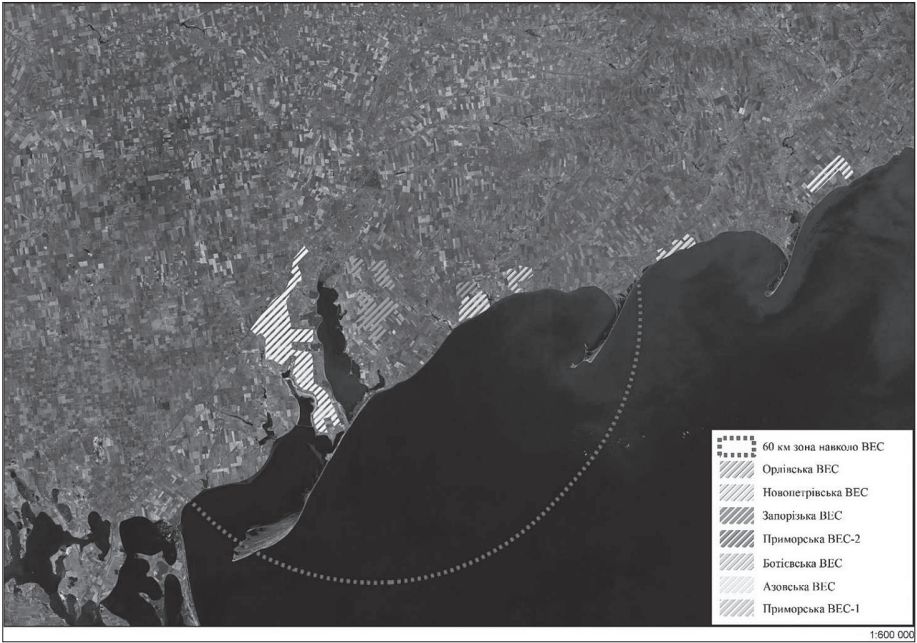 60 км зона навколо ВЕС
Орлівська ВЕС
Новопетрівська ВЕС
Запорізька ВЕС
Приморська ВЕС-2
Ботієвська ВЕС
Азовська ВЕС
Приморська ВЕС-1
1:600 000